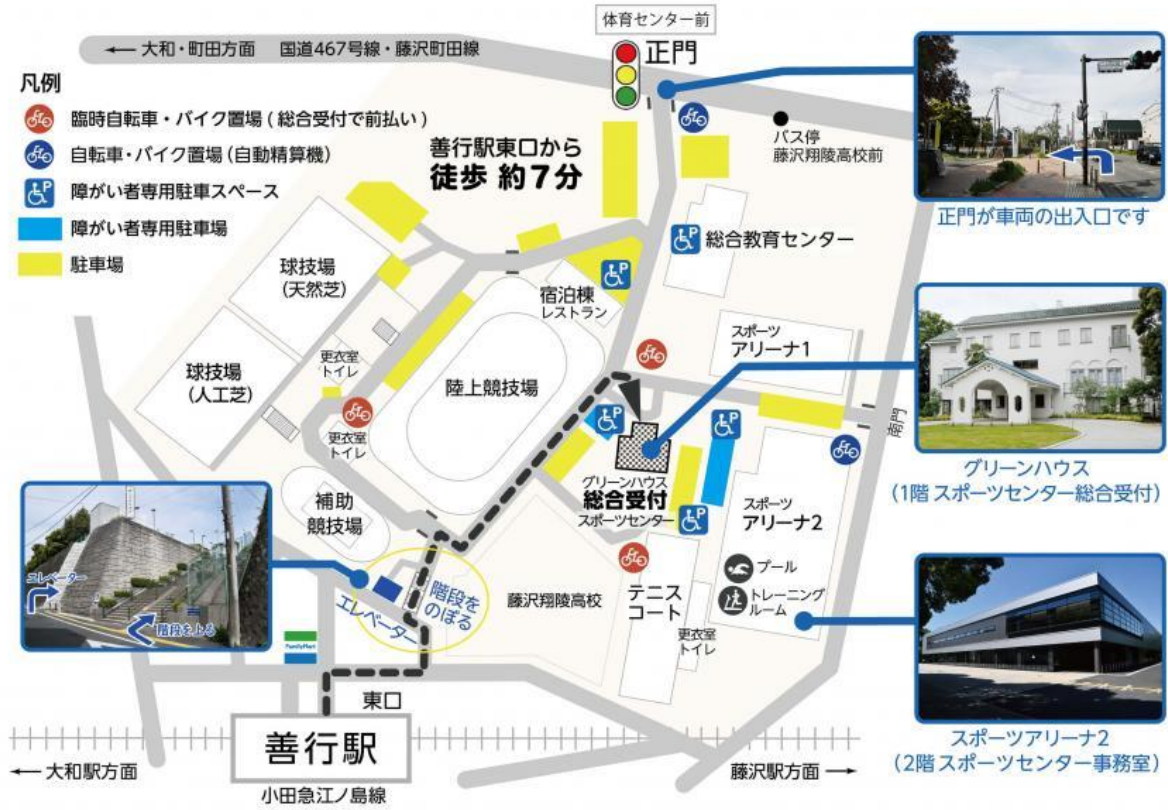 体育センター前
正門
← 大和・町田方面 国道467号線・藤沢町田線
凡例
臨時自転車・バイク置場(総合受付で前払い)
自転車・バイク置場(自動精算機)
障がい者専用駐車スペース
障がい者専用駐車場
駐車場
善行駅東口から
徒歩 約7分
バス停
藤沢翔陵高校前
正門が車両の出入口です
総合教育センター
球技場
(天然芝)
宿泊棟
レストラン
スポーツ
アリーナ1
球技場
(人工芝)
更衣室
トイレ
陸上競技場
更衣室
トイレ
南門
グリーンハウス
(1階 スポーツセンター総合受付)
グリーンハウス
総合受付
スポーツセンター
スポーツ
アリーナ2
補助
競技場
プール
トレーニング
ルーム
エレベーター
階段を上る
階段を
のぼる
エレベーター
藤沢翔陵高校
テニス
コート
更衣室
トイレ
FamilyMart
東口
善行駅
小田急江ノ島線
← 大和駅方面
藤沢駅方面 →
スポーツアリーナ2
(2階 スポーツセンター事務室)